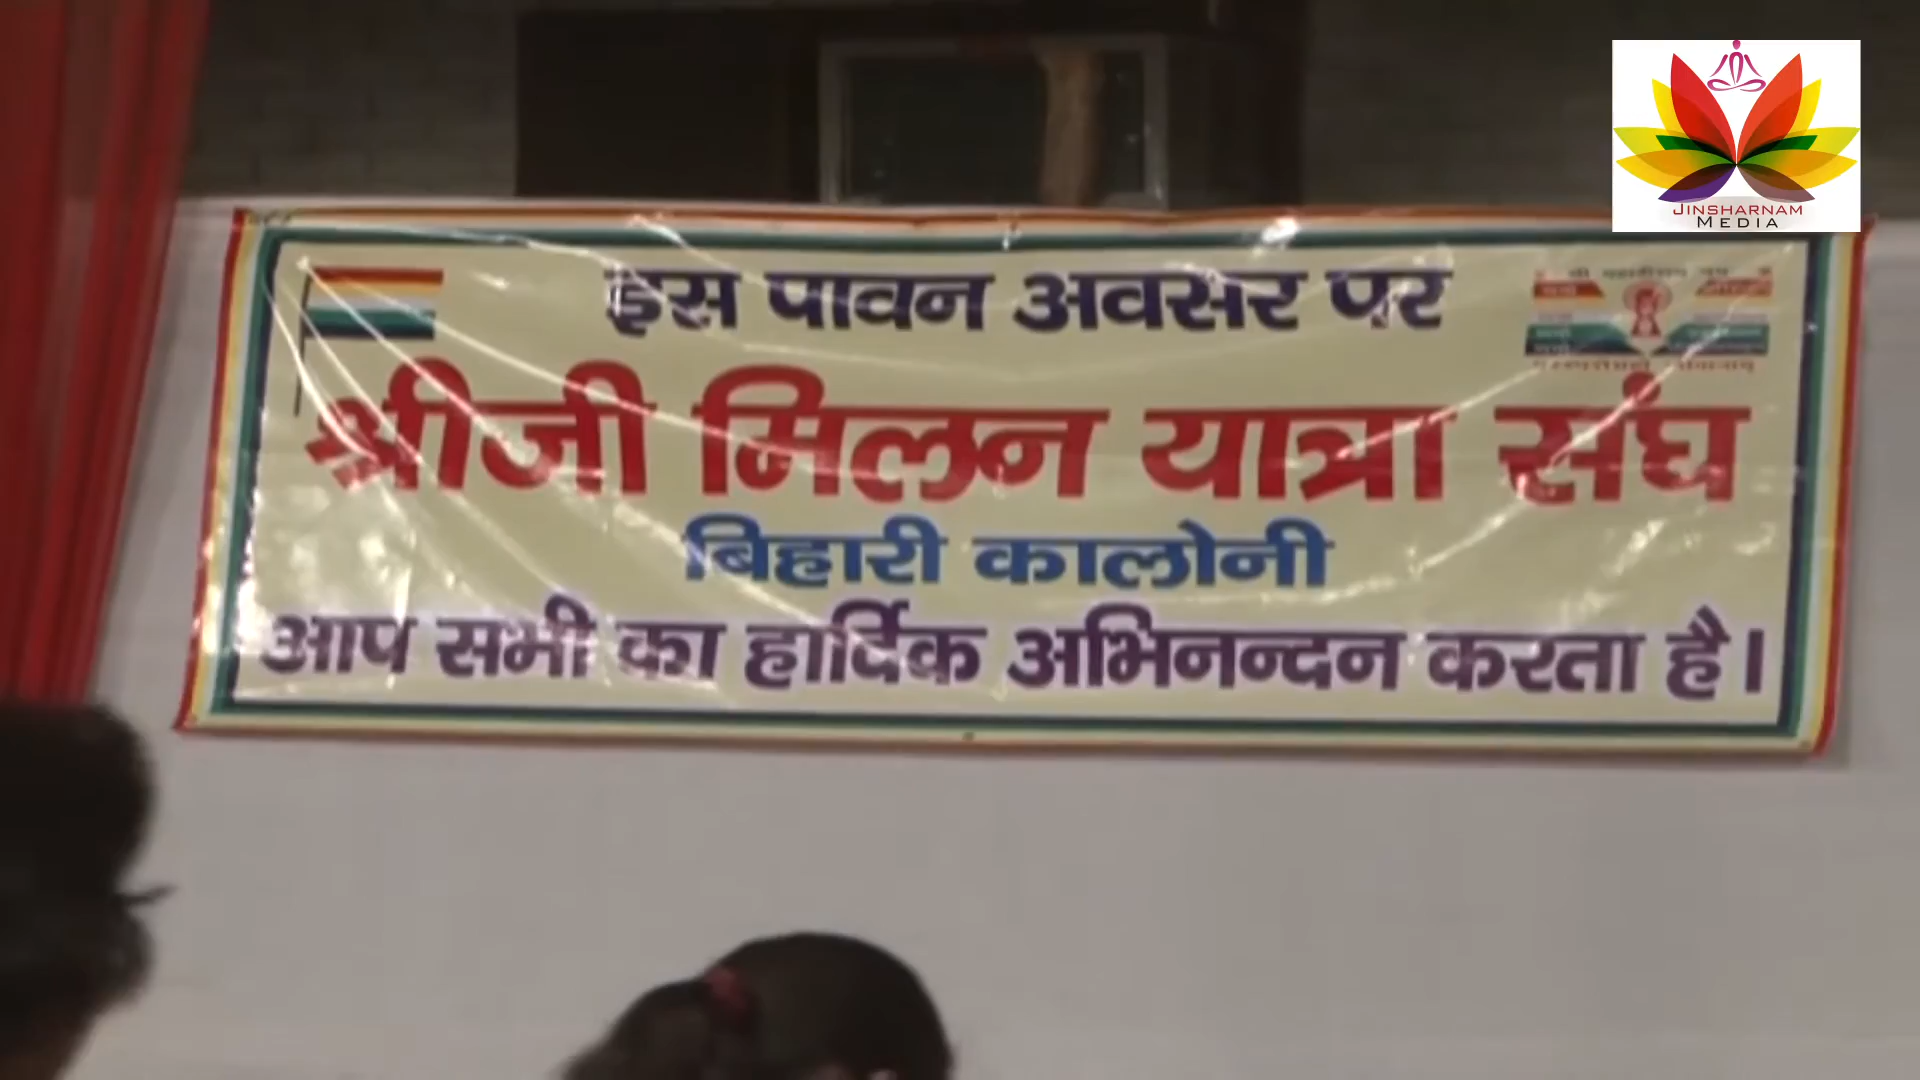 JINSHARNAM
MEDIA
इस पावन अवसर पर
श्रीजी मिलन यात्रा संघ
बिहारी कालोनी
आप सभी का हार्दिक अभिनन्दन करता है।